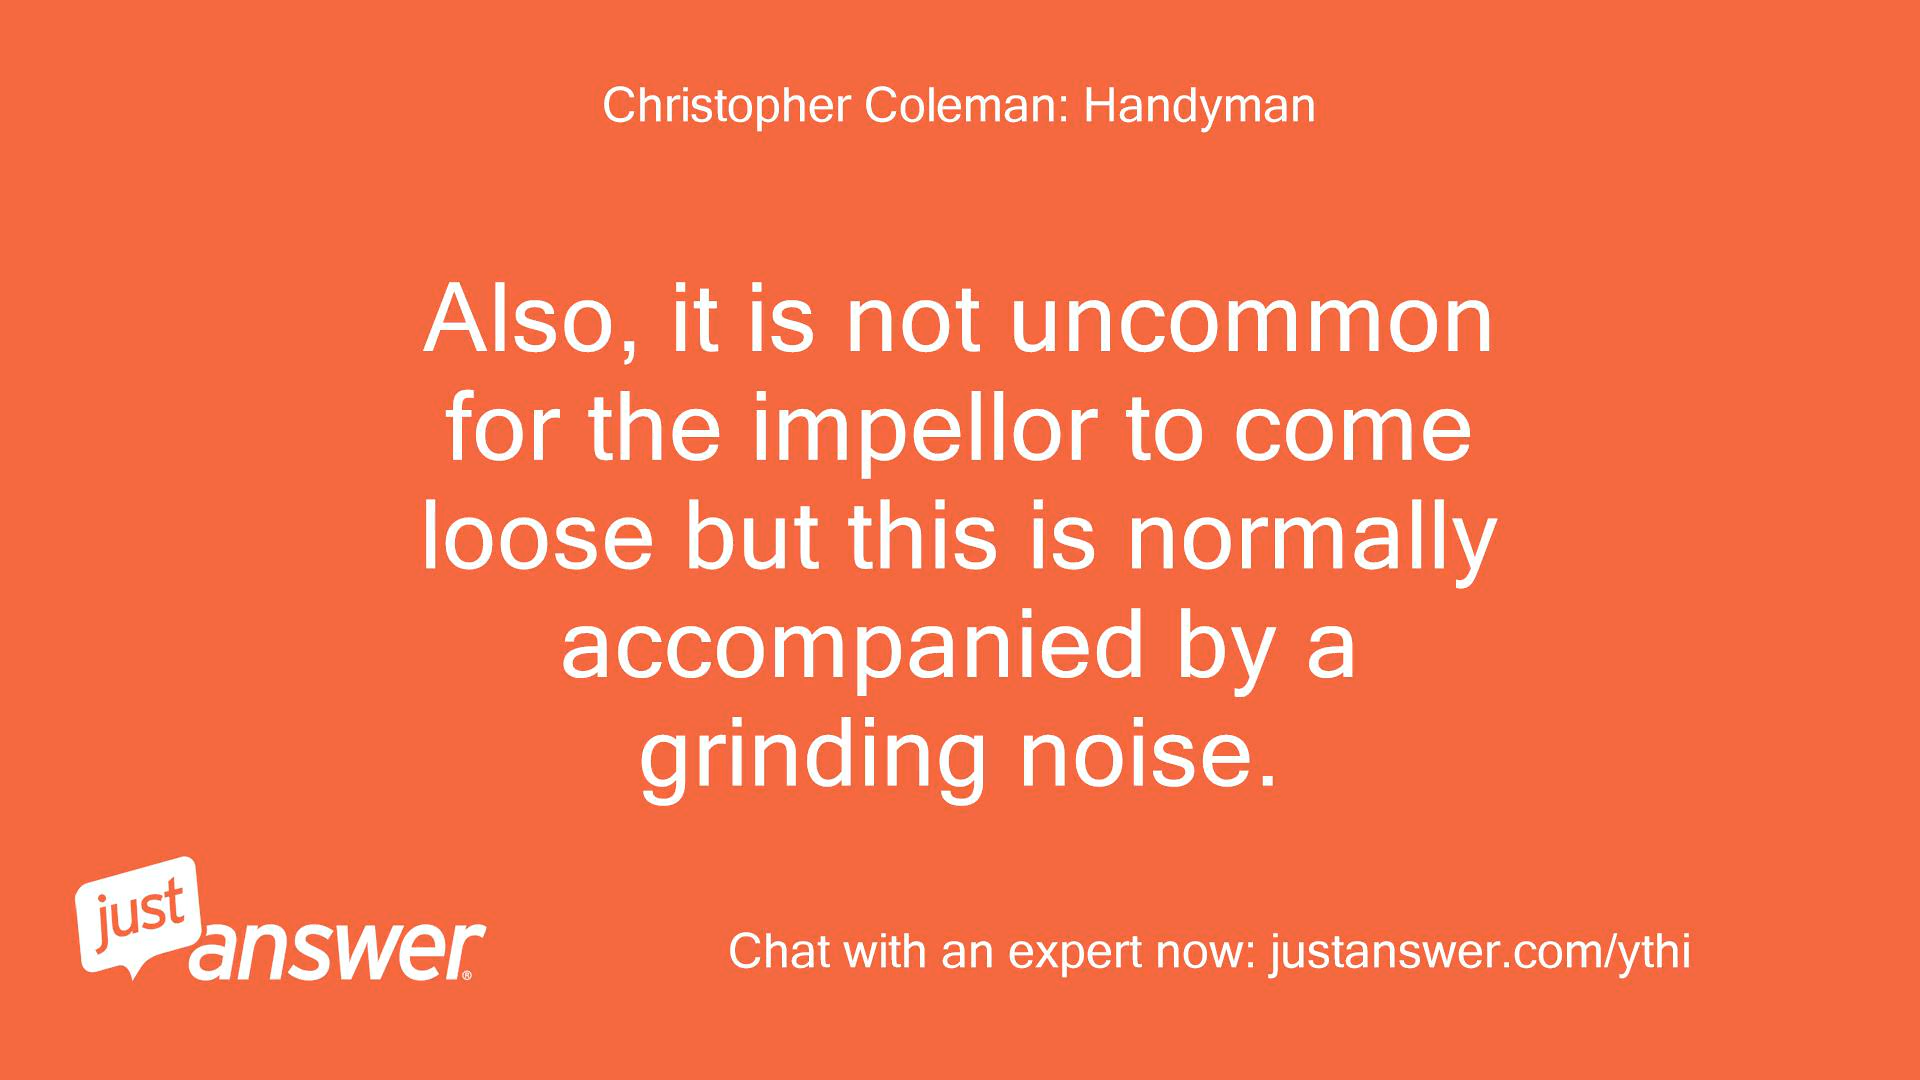 Christopher Coleman: Handyman
Also, it is not uncommon
for the impellor to come
loose but this is normally
accompanied by a
grinding noise.
just
answer®
Chat with an expert now: justanswer.com/ythi